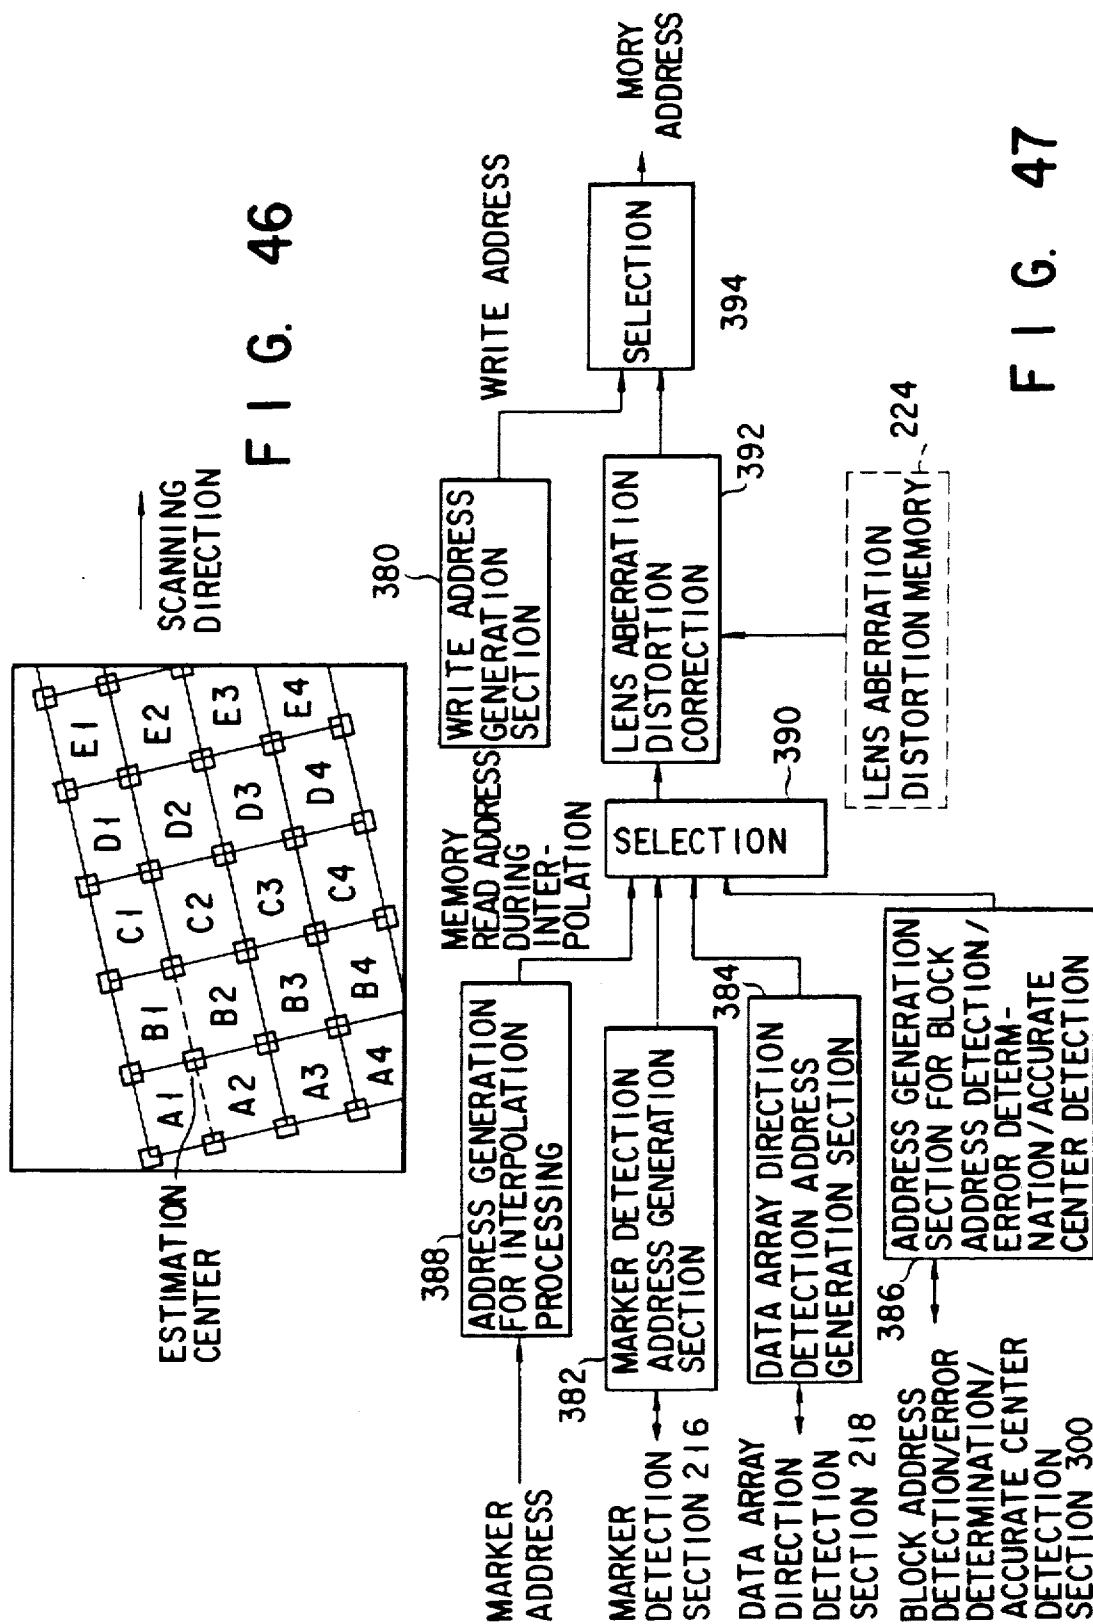 SCANNING
DIRECTION
ESTIMATION
CENTER
A1
B1
C1
D1
E1
A2
B2
C2
D2
E2
A3
B3
C3
D3
E3
A4
B4
C4
D4
E4
FIG. 46
MARKER
ADDRESS
388
ADDRESS GENERATION
FOR INTERPOLATION
PROCESSING
MEMORY
READ ADDRESS
DURING
INTER-
POLATION
380
WRITE ADDRESS
GENERATION
SECTION
WRITE ADDRESS
MORY
ADDRESS
MARKER
DETECTION
SECTION 216
382
MARKER DETECTION
ADDRESS GENERATION
SECTION
SELECTION
390
LENS ABERRATION
DISTORTION
CORRECTION
392
SELECTION
394
DATA ARRAY
DIRECTION
DETECTION
SECTION 218
384
DATA ARRAY DIRECTION
DETECTION ADDRESS
GENERATION SECTION
LENS ABERRATION
DISTORTION MEMORY
224
BLOCK ADDRESS
DETECTION/ERROR
DETERMINATION/
ACCURATE CENTER
DETECTION
SECTION 300
386
ADDRESS GENERATION
SECTION FOR BLOCK
ADDRESS DETECTION/
ERROR DETERM-
NATION/ACCURATE
CENTER DETECTION
FIG. 47